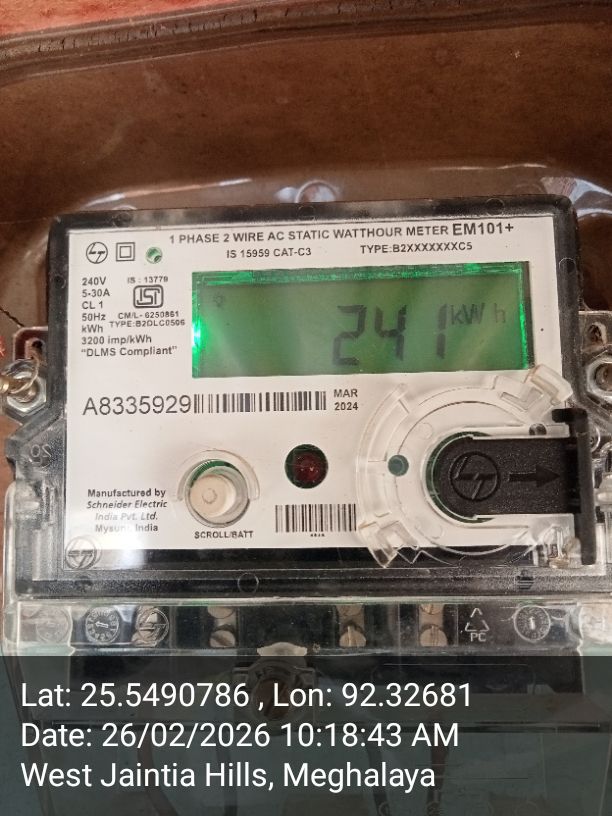 1 PHASE 2 WIRE AC STATIC WATTHOUR METER EM101+
IS 15959 CAT-C3 TYPE:B2XXXXXXXC5
240V
5-30A
CL 1
50Hz
kWh
3200 imp/kWh
"DLMS Compliant"
IS : 13779
ISI
CM/L- 6250861
TYPE:B2DLC0506
241 kWh
A8335929
MAR
2024
Manufactured by
Schneider Electric
India Pvt. Ltd.
Mysuru, India
SCROLL/BATT
PC
Lat: 25.5490786 , Lon: 92.32681
Date: 26/02/2026 10:18:43 AM
West Jaintia Hills, Meghalaya